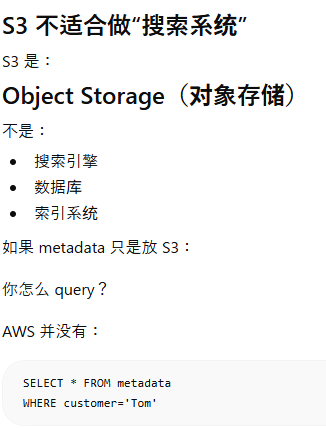 S3 不适合做“搜索系统”
S3 是：
Object Storage（对象存储）
不是：
• 搜索引擎
• 数据库
• 索引系统
如果 metadata 只是放 S3：
你怎么 query？
AWS 并没有：
SELECT * FROM metadata
WHERE customer='Tom'